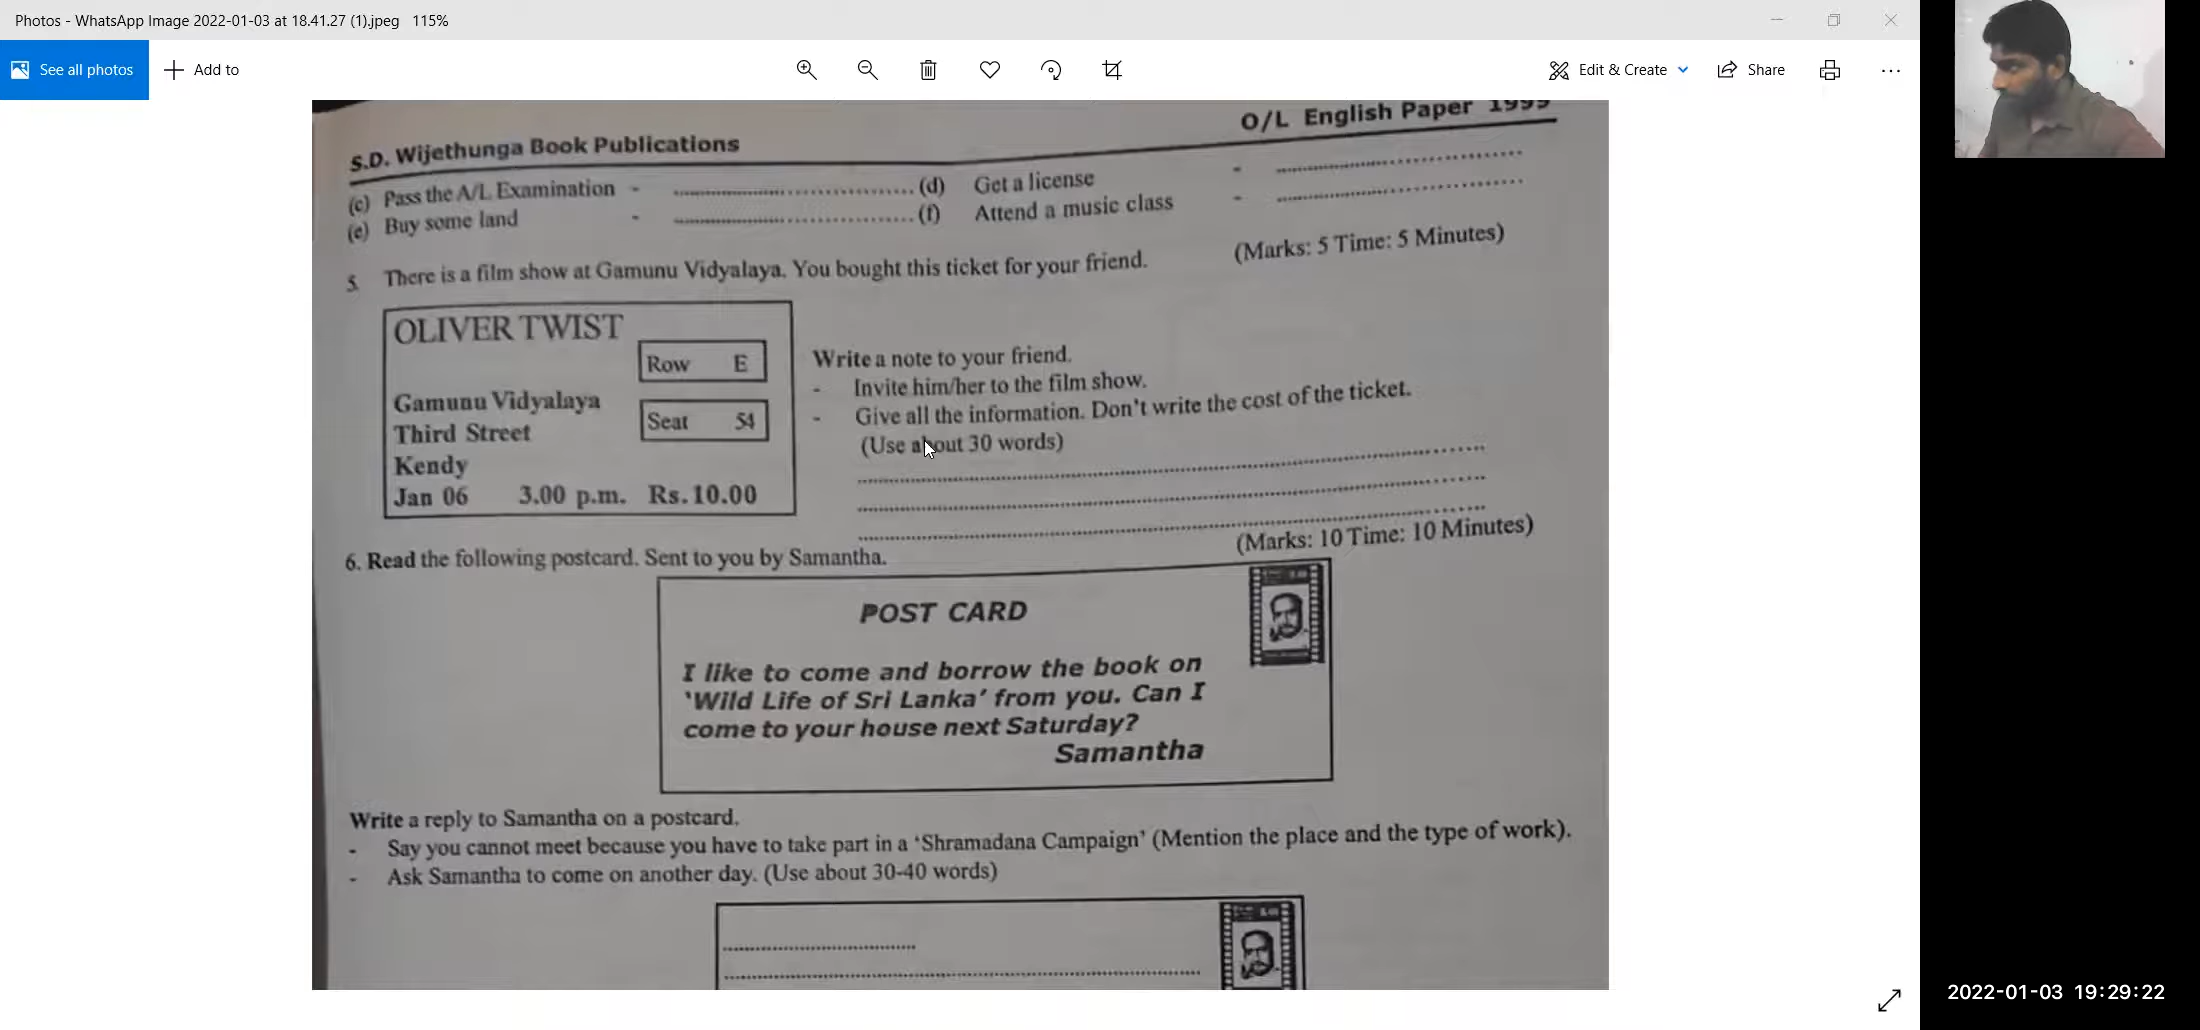 Photos - WhatsApp Image 2022-01-03 at 18.41.27 (1).jpeg 115%
See all photos
Add to
Edit & Create
Share
S.D. Wijethunga Book Publications
O/L English Paper 1999
(c) Pass the A/L Examination - ........................ (d) Get a license - ........................
(e) Buy some land - ........................ (f) Attend a music class - ........................
(Marks: 5 Time: 5 Minutes)
5. There is a film show at Gamunu Vidyalaya. You bought this ticket for your friend.
OLIVER TWIST
Row E
Gamunu Vidyalaya
Seat 54
Third Street
Kendy
Jan 06 3.00 p.m. Rs.10.00
Write a note to your friend.
- Invite him/her to the film show.
- Give all the information. Don't write the cost of the ticket.
(Use about 30 words)
(Marks: 10 Time: 10 Minutes)
6. Read the following postcard. Sent to you by Samantha.
POST CARD
I like to come and borrow the book on
'Wild Life of Sri Lanka' from you. Can I
come to your house next Saturday?
Samantha
Write a reply to Samantha on a postcard.
- Say you cannot meet because you have to take part in a 'Shramadana Campaign' (Mention the place and the type of work).
- Ask Samantha to come on another day. (Use about 30-40 words)
2022-01-03 19:29:22